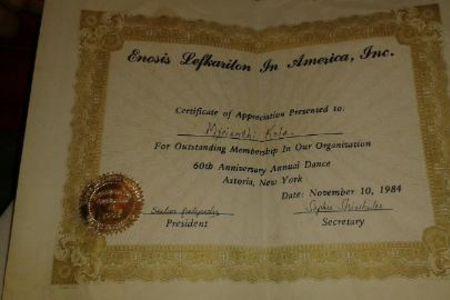 Enosis Lefkariton In America, Inc.
Certificate of Appreciation Presented to:
For Outstanding Membership In Our Organization
60th Anniversary Annual Dance
Astoria, New York
Date: November 10, 1984
President
Secretary